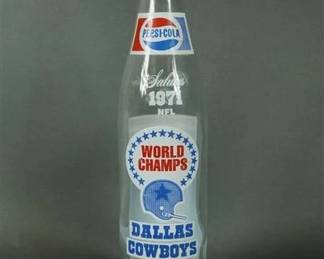 PEPSI-COLA
Salutes
1971
NFL
WORLD
CHAMPS
DALLAS
COWBOYS